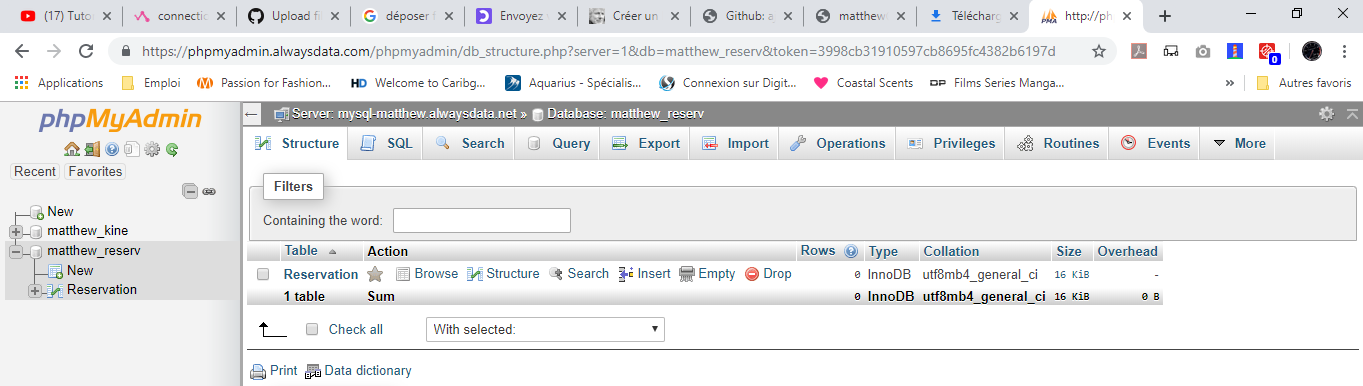 (17) Tuto
connectic
Upload fi
déposer f
Envoyez
Créer un
Github: aj
matthew
Télécharg
http://ph
https://phpmyadmin.alwaysdata.com/phpmyadmin/db_structure.php?server=1&db=matthew_reserv&token=3998cb31910597cb8695fc4382b6197d
0
Applications Emploi Passion for Fashion... HD Welcome to Caribg... Aquarius - Spécialis... Connexion sur Digit... Coastal Scents DP Films Series Manga... » Autres favoris
phpMyAdmin
Recent Favorites
New
matthew_kine
matthew_reserv
New
Reservation
Server: mysql-matthew.alwaysdata.net » Database: matthew_reserv
Structure SQL Search Query Export Import Operations Privileges Routines Events More
Filters
Containing the word:
Table Action Rows Type Collation Size Overhead
Reservation Browse Structure Search Insert Empty Drop 0 InnoDB utf8mb4_general_ci 16 KiB -
1 table Sum 0 InnoDB utf8mb4_general_ci 16 KiB 0 B
Check all With selected:
Print Data dictionary